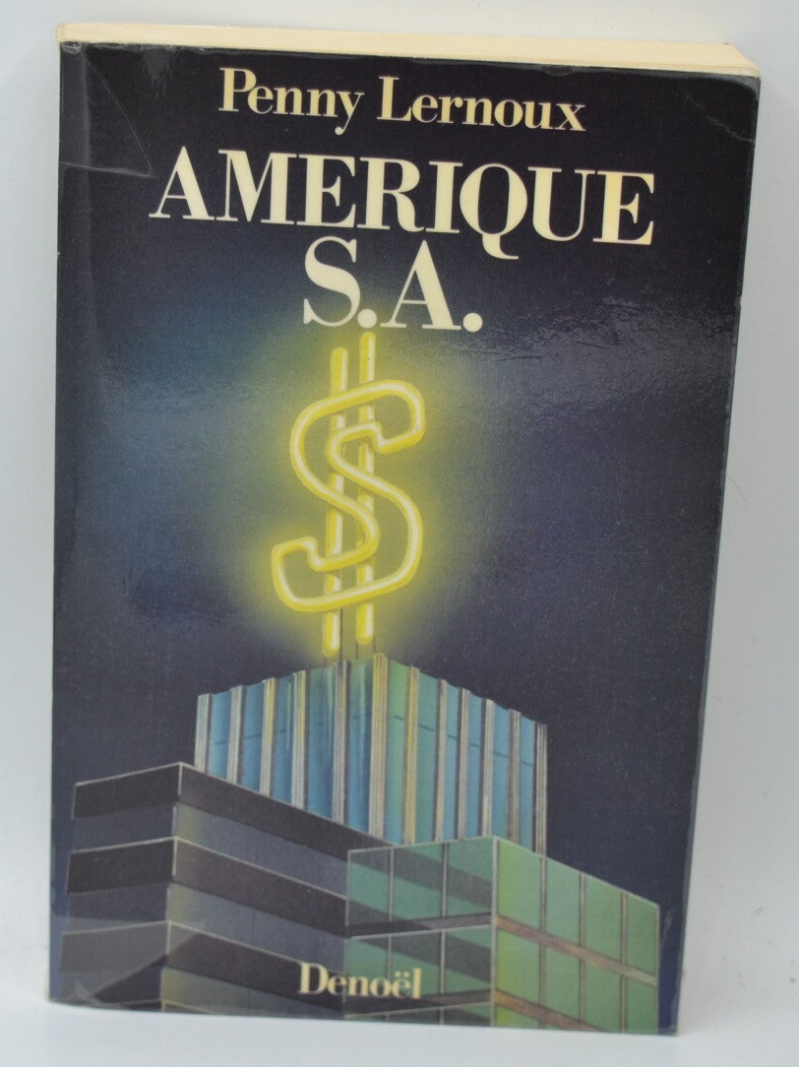 Penny Lernoux
AMERIQUE
S.A.
$
Denoël